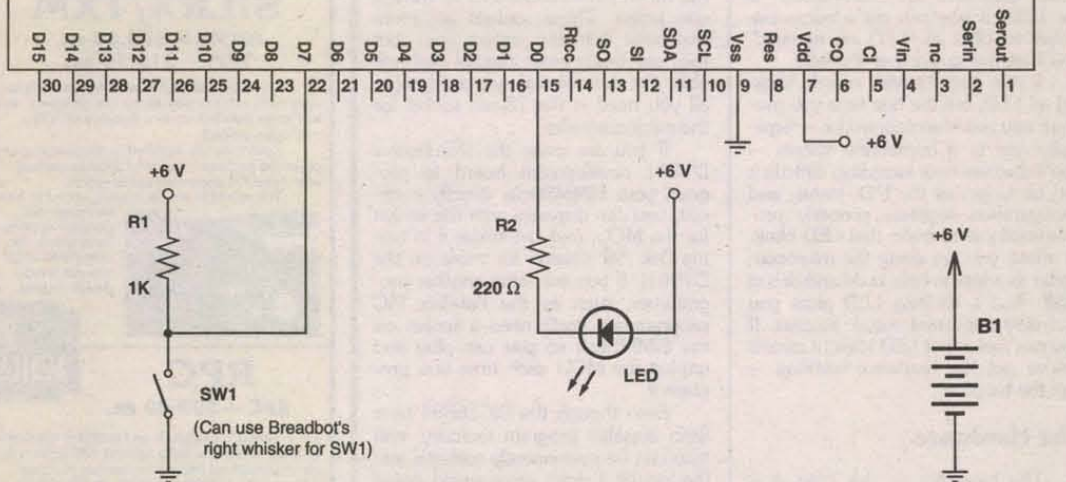 D15 D14 D13 D12 D11 D10 D9 D8 D7 D6 D5 D4 D3 D2 D1 D0 Rtcc SO SI SDA SCL Vss Res Vdd CO CI Vin nc Serin Serout
30 29 28 27 26 25 24 23 22 21 20 19 18 17 16 15 14 13 12 11 10 9 8 7 6 5 4 3 2 1
+6 V
+6 V
+6 V
+6 V
R1
R2
1K
220 Ω
B1
LED
SW1
(Can use Breadbot's
right whisker for SW1)